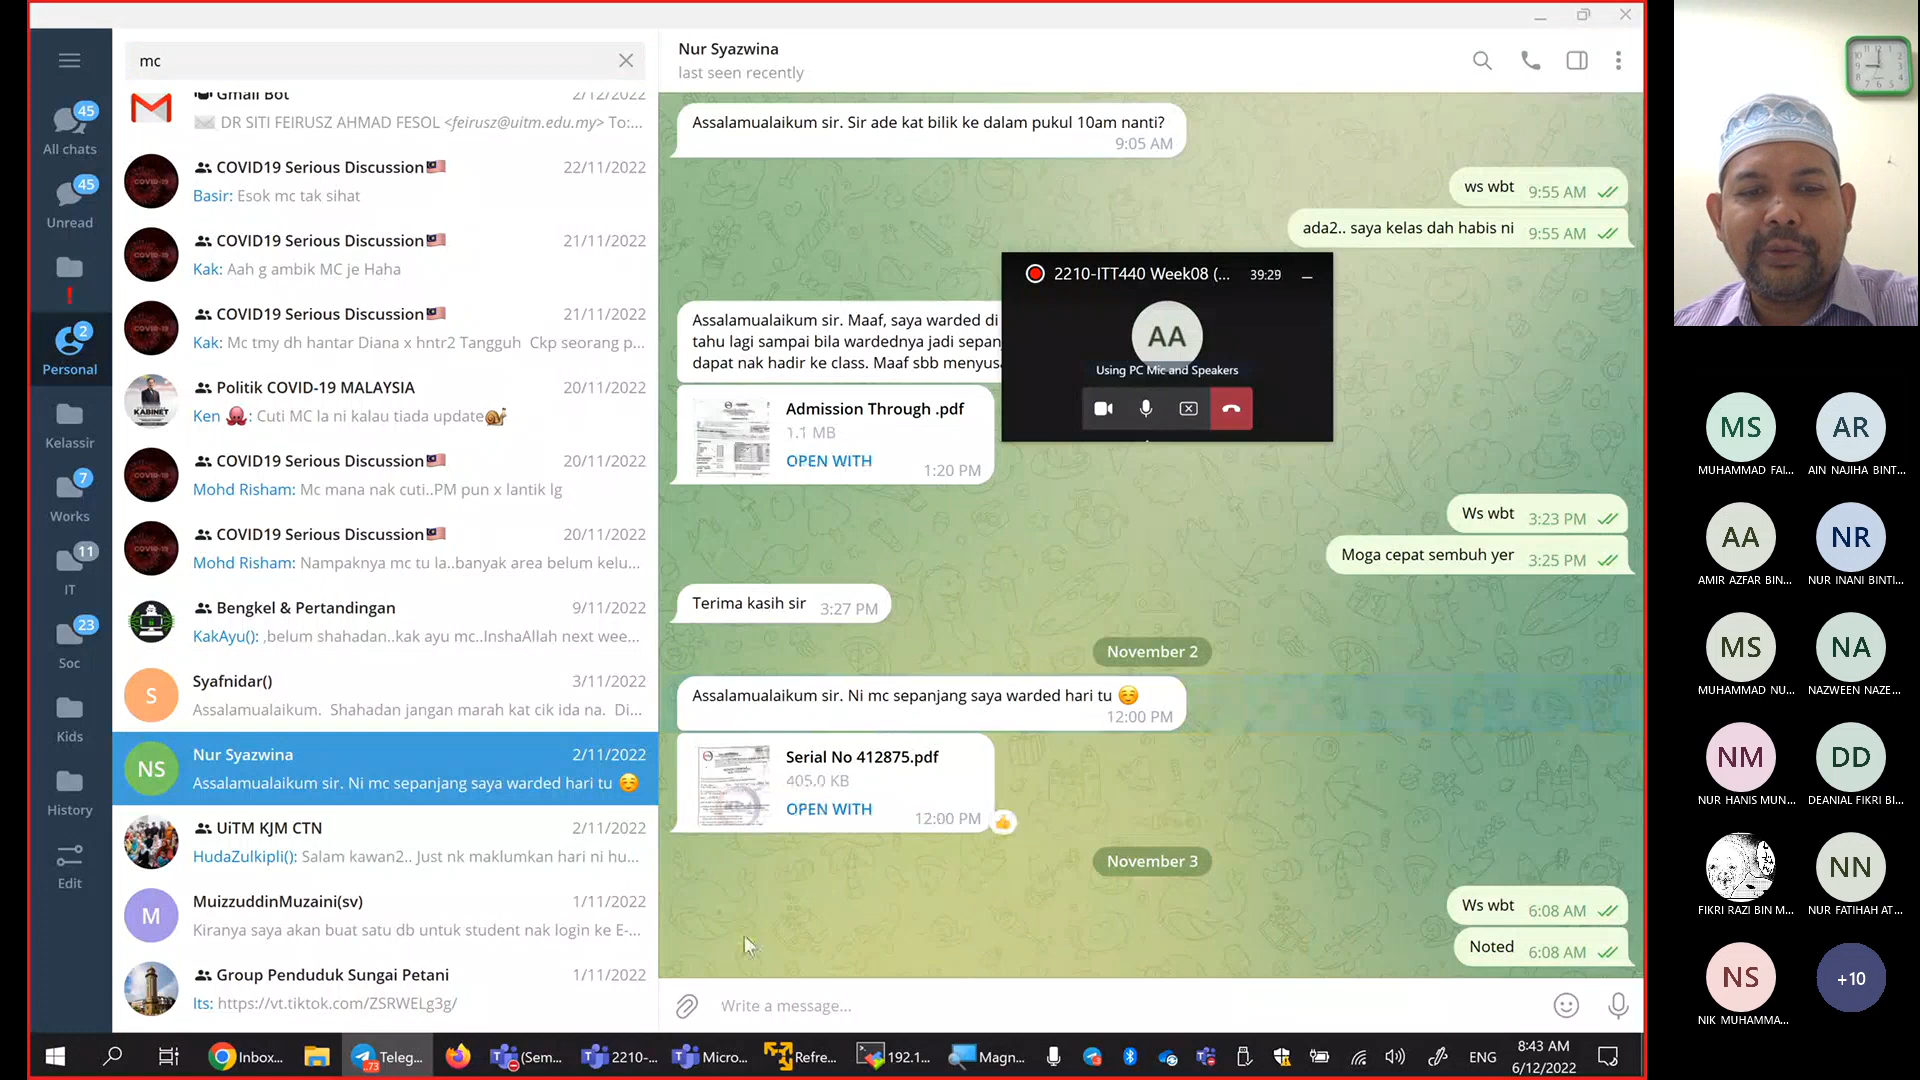 mc
Gmail Bot
2/12/2022
DR SITI FEIRUSZ AHMAD FESOL <feirusz@uitm.edu.my> To:...
COVID19 Serious Discussion🇲🇾
22/11/2022
Basir: Esok mc tak sihat
COVID19 Serious Discussion🇲🇾
21/11/2022
Kak: Aah g ambik MC je Haha
COVID19 Serious Discussion🇲🇾
21/11/2022
Kak: Mc tmy dh hantar Diana x hntr2 Tangguh Ckp seorang p...
Politik COVID-19 MALAYSIA
20/11/2022
Ken 🐙: Cuti MC la ni kalau tiada update🐌
COVID19 Serious Discussion🇲🇾
20/11/2022
Mohd Risham: Mc mana nak cuti..PM pun x lantik lg
COVID19 Serious Discussion🇲🇾
20/11/2022
Mohd Risham: Nampaknya mc tu la..banyak area belum kelu...
Bengkel & Pertandingan
9/11/2022
KakAyu(): ,belum shahadan..kak ayu mc..InshaAllah next wee...
S
Syafnidar()
3/11/2022
Assalamualaikum. Shahadan jangan marah kat cik ida na. Di...
NS
Nur Syazwina
2/11/2022
Assalamualaikum sir. Ni mc sepanjang saya warded hari tu ☺️
UiTM KJM CTN
2/11/2022
HudaZulkipli(): Salam kawan2.. Just nk maklumkan hari ni hu...
M
MuizzuddinMuzaini(sv)
1/11/2022
Kiranya saya akan buat satu db untuk student nak login ke E-...
Group Penduduk Sungai Petani
1/11/2022
Its: https://vt.tiktok.com/ZSRWELg3g/
45
All chats
45
Unread
2
Personal
Kelassir
7
Works
11
IT
23
Soc
Kids
History
Edit
Nur Syazwina
last seen recently
Assalamualaikum sir. Sir ade kat bilik ke dalam pukul 10am nanti?
9:05 AM
ws wbt 9:55 AM
ada2.. saya kelas dah habis ni 9:55 AM
Assalamualaikum sir. Maaf, saya warded di
tahu lagi sampai bila wardednya jadi sepan
dapat nak hadir ke class. Maaf sbb menyusa
Admission Through .pdf
1.1 MB
OPEN WITH
1:20 PM
2210-ITT440 Week08 (... 39:29
AA
Using PC Mic and Speakers
Ws wbt 3:23 PM
Moga cepat sembuh yer 3:25 PM
Terima kasih sir 3:27 PM
November 2
Assalamualaikum sir. Ni mc sepanjang saya warded hari tu ☺️
12:00 PM
Serial No 412875.pdf
405.0 KB
OPEN WITH
12:00 PM
November 3
Ws wbt 6:08 AM
Noted 6:08 AM
Write a message...
MS
MUHAMMAD FAI...
AR
AIN NAJIHA BINT...
AA
AMIR AZFAR BIN...
NR
NUR INANI BINTI...
MS
MUHAMMAD NU...
NA
NAZWEEN NAZE...
NM
NUR HANIS MUN...
DD
DEANIAL FIKRI BI...
FIKRI RAZI BIN M...
NN
NUR FATIHAH AT...
NS
NIK MUHAMMA...
+10
Inbox...
Teleg...
(Sem...
2210-...
Micro...
Refre...
192.1...
Magn...
ENG
8:43 AM
6/12/2022